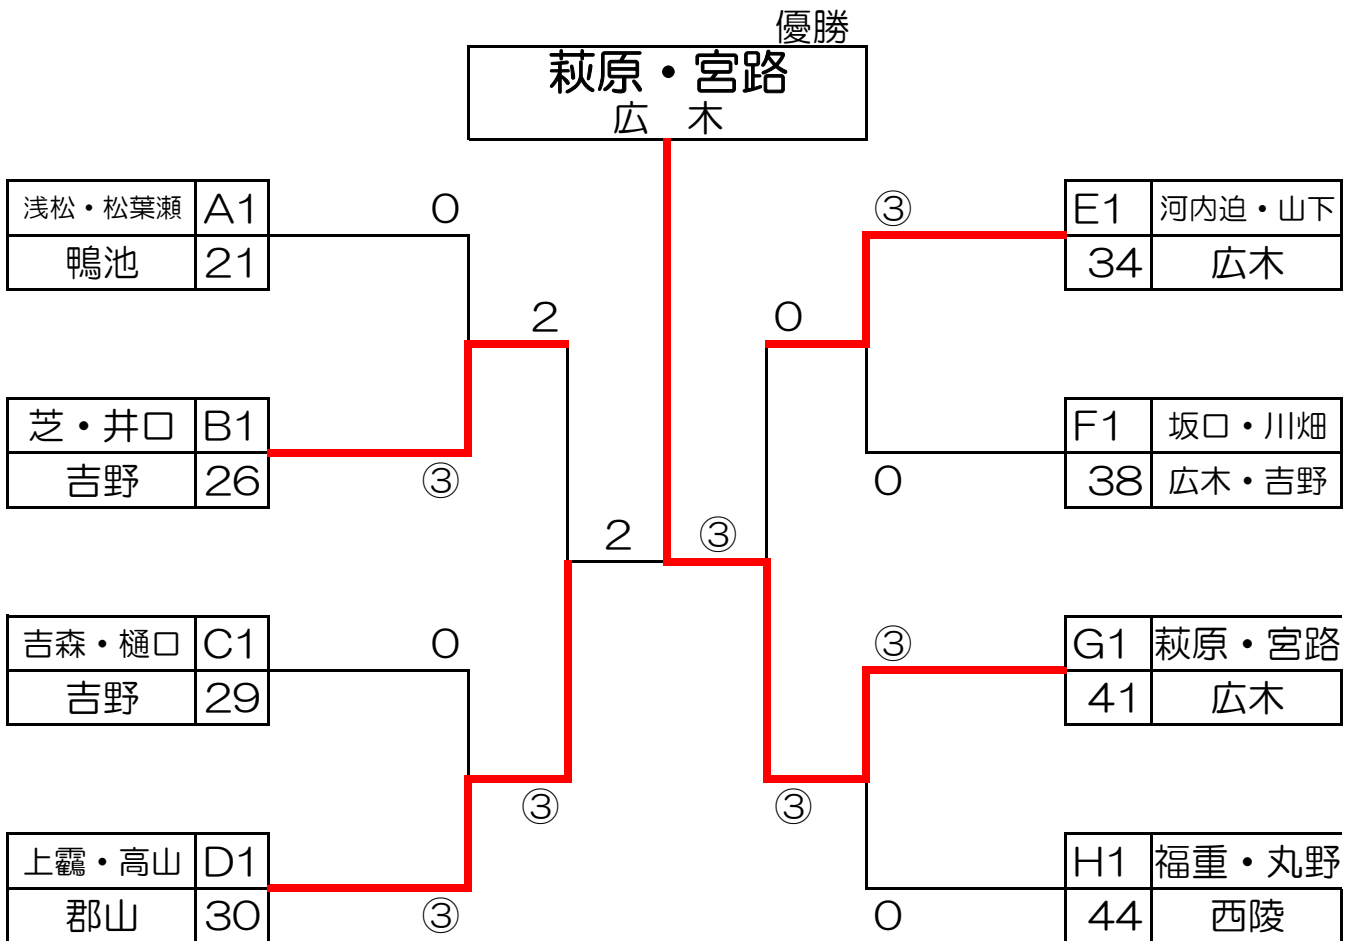 優勝
萩原・宮路
広　木
浅松・松葉瀬 A1 0 ③ E1 河内迫・山下
鴨池 21 34 広木
2 0
芝・井口 B1 F1 坂口・川畑
吉野 26 ③ 0 38 広木・吉野
2 ③
吉森・樋口 C1 0 ③ G1 萩原・宮路
吉野 29 41 広木
③ ③
上靏・高山 D1 H1 福重・丸野
郡山 30 ③ 0 44 西陵